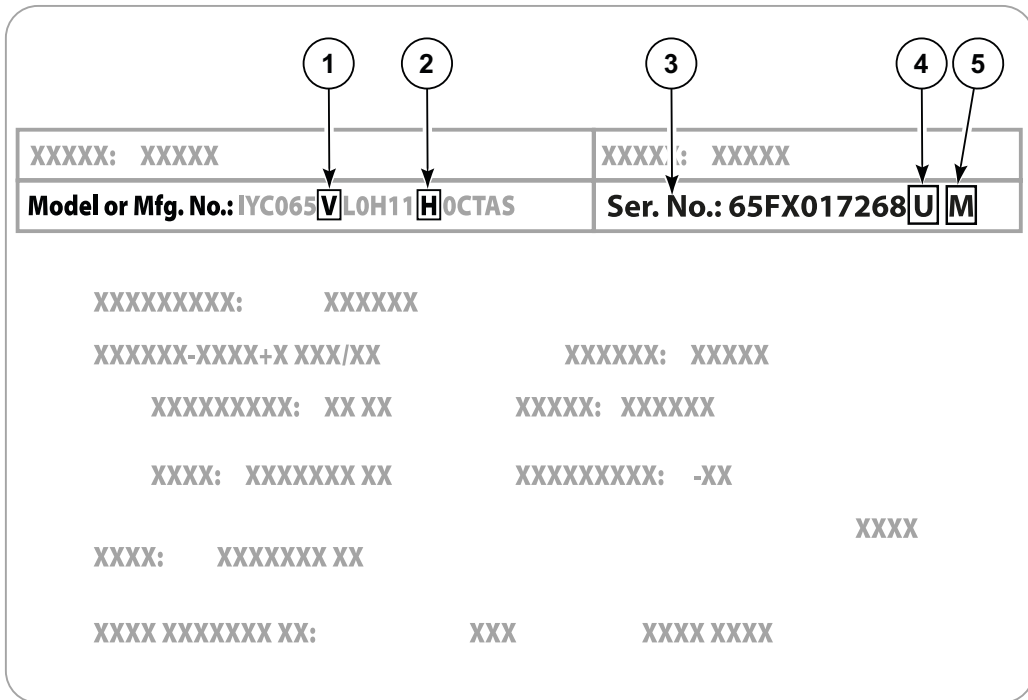 1 2 3 4 5
XXXXX: XXXXX XXXXX: XXXXX
Model or Mfg. No.: IYC065VL0H11H0CTAS Ser. No.: 65FX017268UM
XXXXXXXXX: XXXXXX
XXXXXX-XXXX+X XXX/XX XXXXXX: XXXXX
XXXXXXXXX: XX XX XXXXX: XXXXXX
XXXX: XXXXXXX XX XXXXXXXXX: -XX
XXXX
XXXX: XXXXXXX XX
XXXX XXXXXXX XX: XXX XXXX XXXX